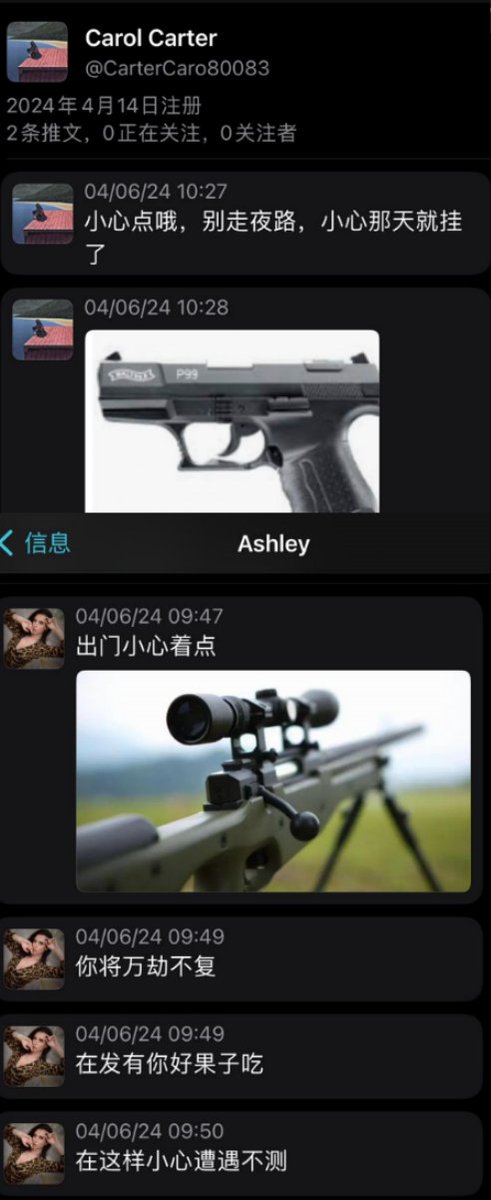 Carol Carter
@CarterCaro80083
2024年4月14日注册
2条推文，0正在关注，0关注者
04/06/24 10:27
小心点哦，别走夜路，小心那天就挂
了
04/06/24 10:28
WALTHER P99
信息
Ashley
04/06/24 09:47
出门小心着点
04/06/24 09:49
你将万劫不复
04/06/24 09:49
在发有你好果子吃
04/06/24 09:50
在这样小心遭遇不测